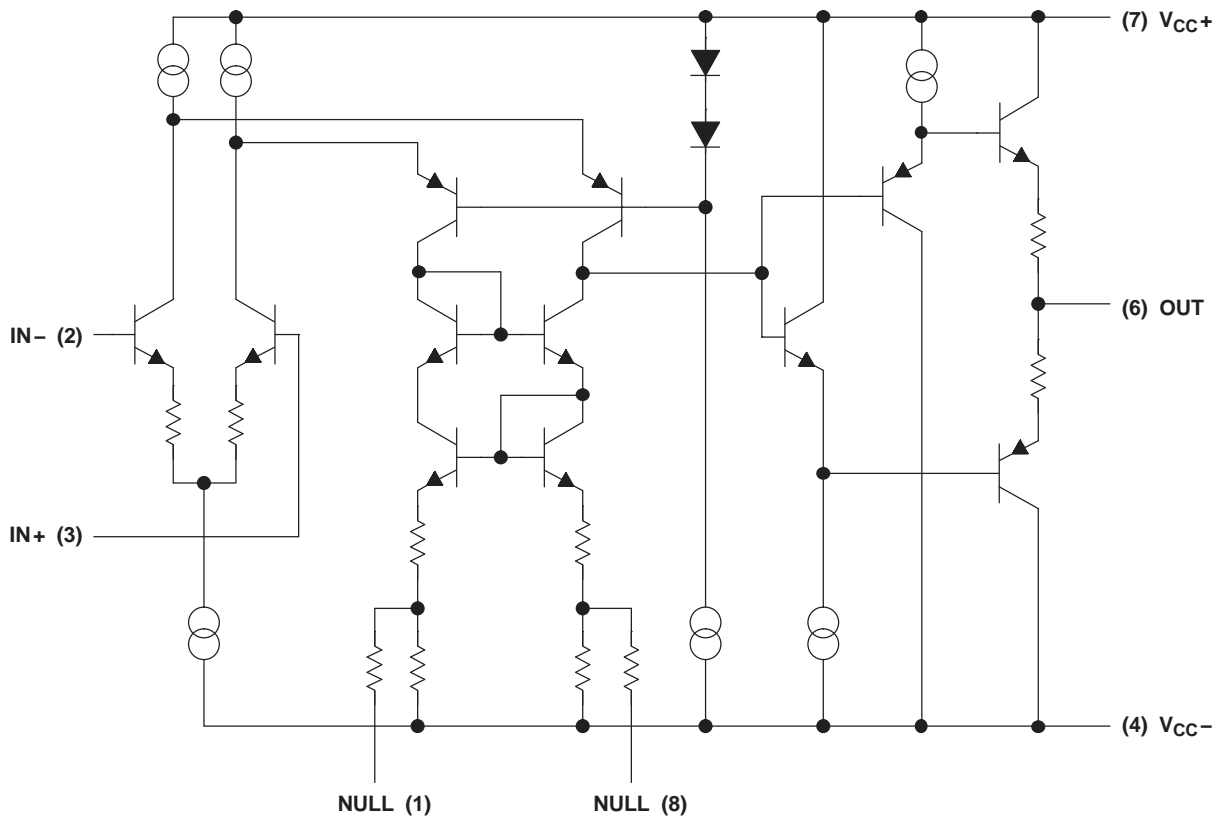 (7) VCC+
IN− (2)
(6) OUT
IN+ (3)
(4) VCC−
NULL (1)
NULL (8)